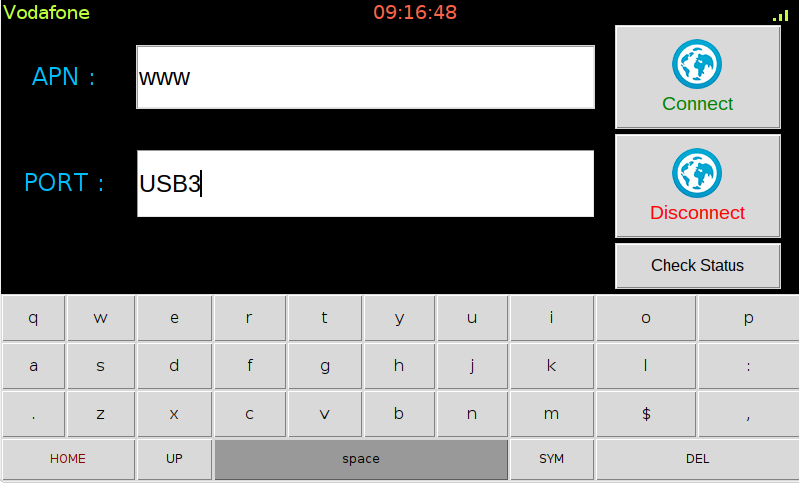 Vodafone 09:16:48
APN : www
Connect
PORT : USB3
Disconnect
Check Status
q w e r t y u i o p
a s d f g h j k l :
. z x c v b n m $ ,
HOME UP space SYM DEL